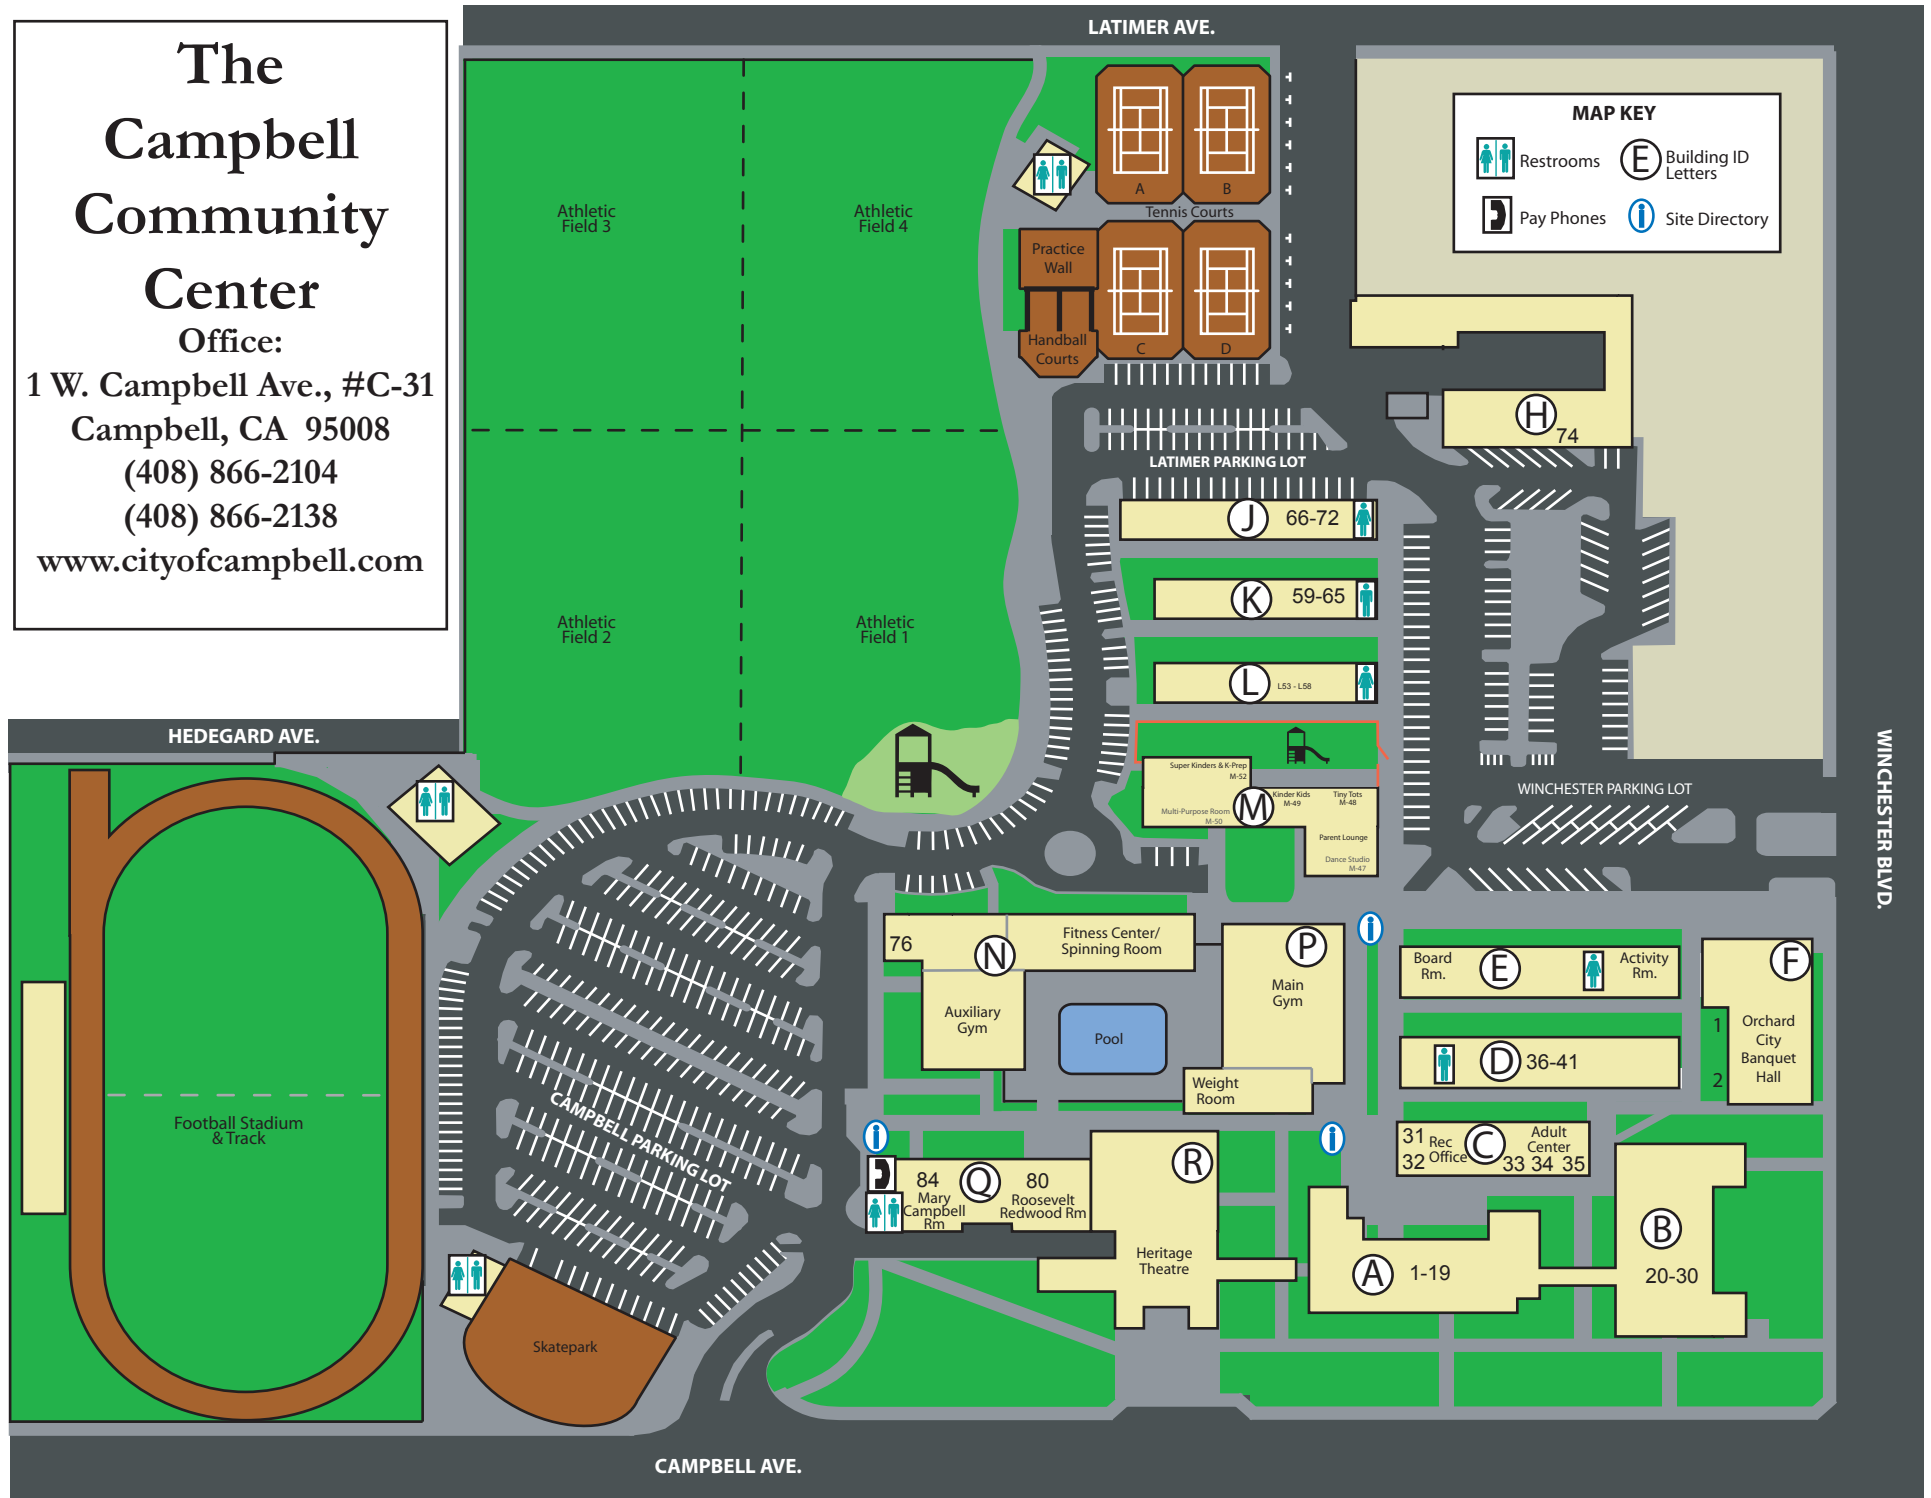 The
Campbell
Community
Center
Office:
1 W. Campbell Ave., #C-31
Campbell, CA 95008
(408) 866-2104
(408) 866-2138
www.cityofcampbell.com
LATIMER AVE.
MAP KEY
Restrooms
E
Building ID
Letters
Pay Phones
Site Directory
Athletic
Field 3
Athletic
Field 4
A
B
Tennis Courts
Practice
Wall
Handball
Courts
C
D
H
74
LATIMER PARKING LOT
J
66-72
K
59-65
Athletic
Field 2
Athletic
Field 1
L
L53 - L58
HEDEGARD AVE.
WINCHESTER BLVD.
Super Kinders & K-Prep
M-52
M
Kinder Kids
M-49
Tiny Tots
M-48
Multi-Purpose Room
M-50
Parent Lounge
Dance Studio
M-47
WINCHESTER PARKING LOT
76
N
Fitness Center/
Spinning Room
P
Main
Gym
Auxiliary
Gym
Pool
Weight
Room
Board
Rm.
E
Activity
Rm.
F
1
Orchard
City
Banquet
Hall
2
D
36-41
Football Stadium
& Track
CAMPBELL PARKING LOT
31
Rec
Office
32
C
Adult
Center
33 34 35
84
Mary
Campbell
Rm
Q
80
Roosevelt
Redwood Rm
R
Heritage
Theatre
A
1-19
B
20-30
Skatepark
CAMPBELL AVE.